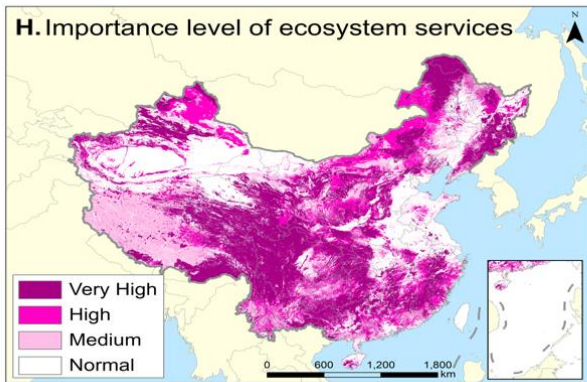 H. Importance level of ecosystem services
N
Very High
High
Medium
Normal
0 600 1,200 1,800
km